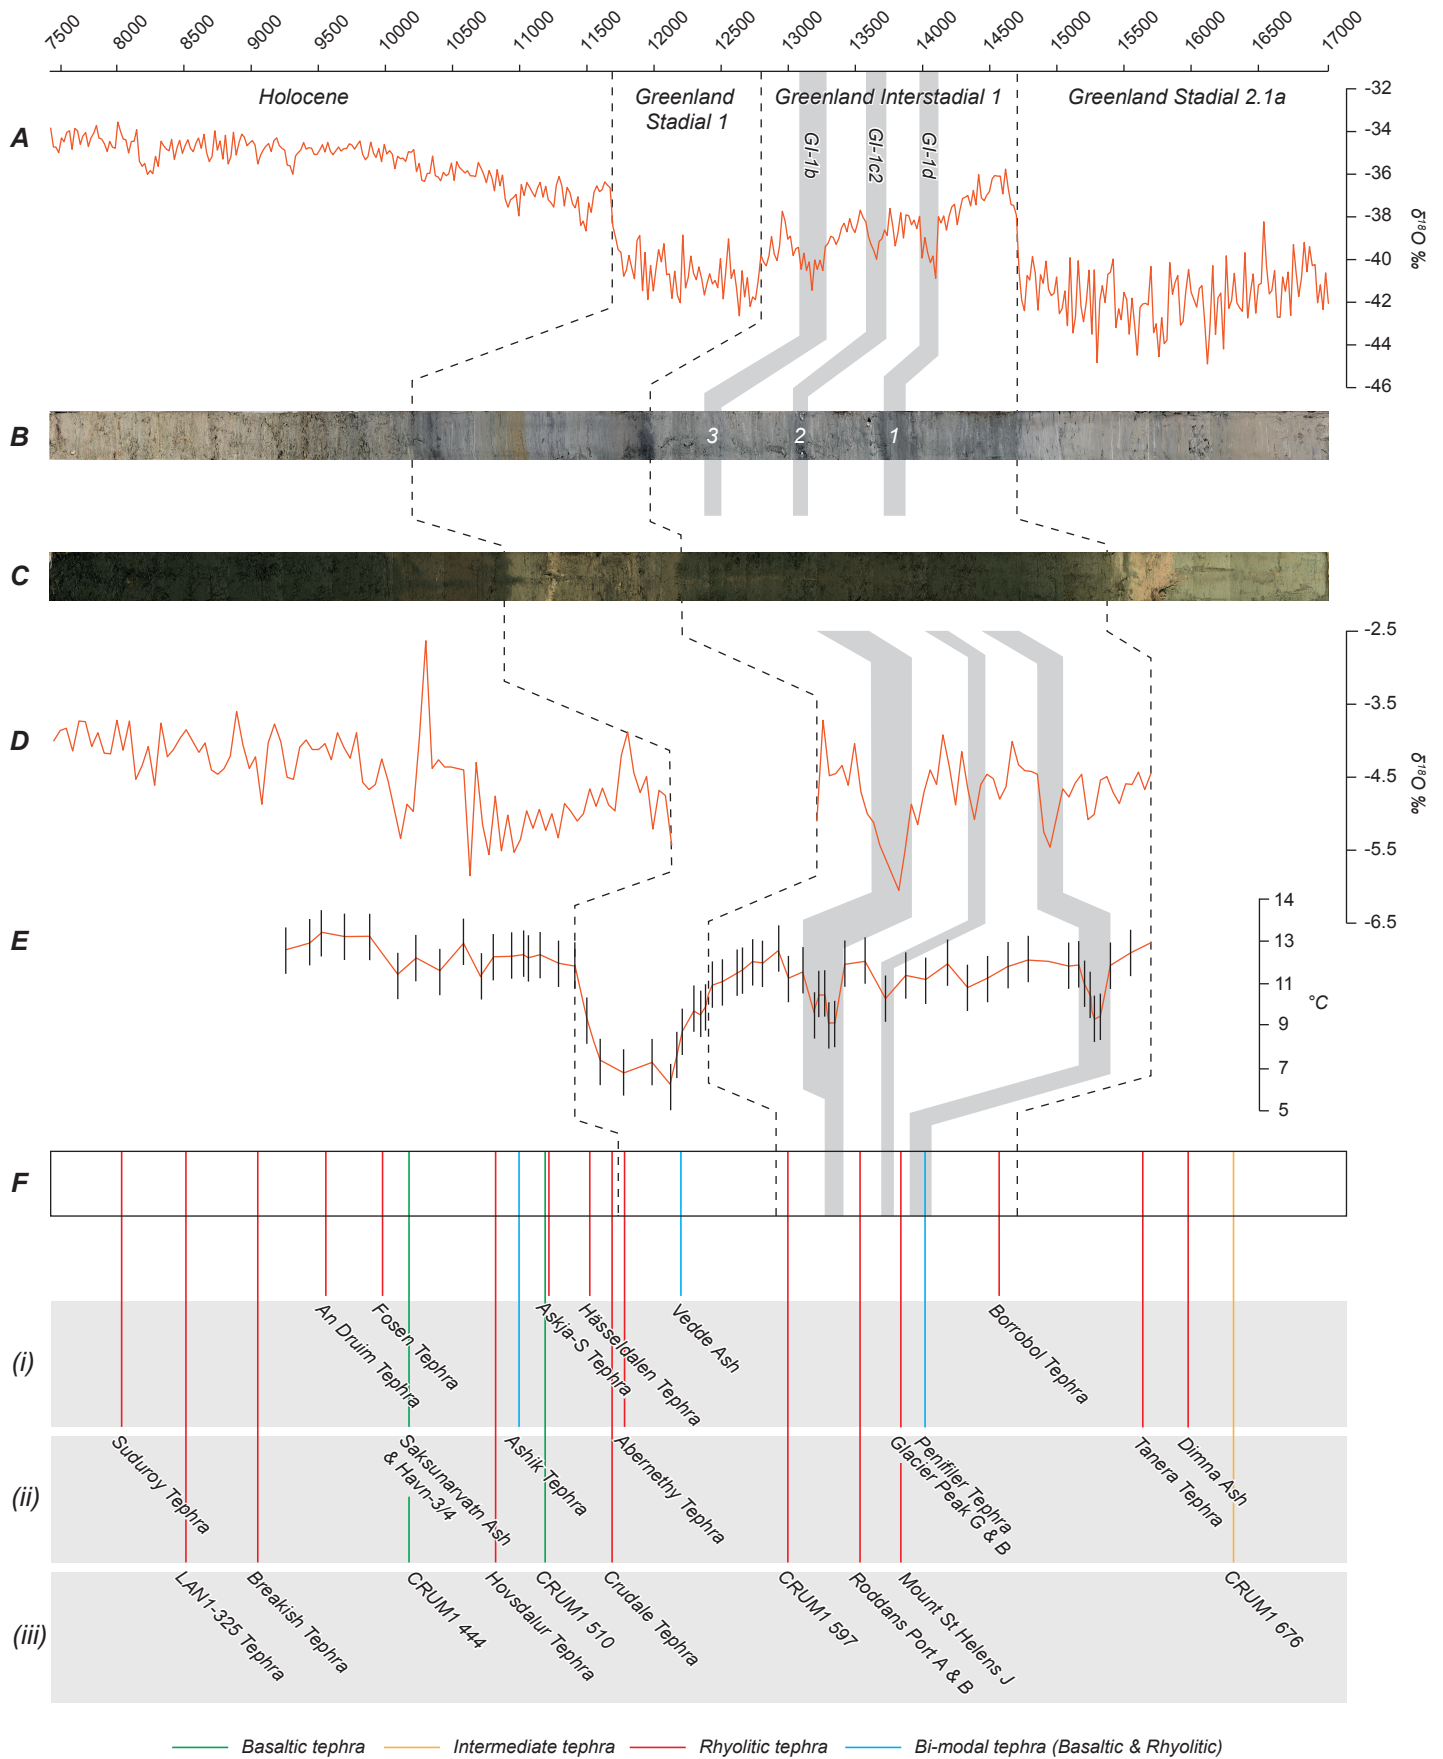 7500 8000 8500 9000 9500 10000 10500 11000 11500 12000 12500 13000 13500 14000 14500 15000 15500 16000 16500 17000
Holocene
Greenland
Stadial 1
Greenland Interstadial 1
Greenland Stadial 2.1a
GI-1b
GI-1c2
GI-1d
A
-32
-34
-36
-38
-40
-42
-44
-46
δ18O ‰
B
3 2 1
C
D
-2.5
-3.5
-4.5
-5.5
-6.5
δ18O ‰
E
14
13
11
9
7
5
°C
F
(i)
An Druim Tephra
Fosen Tephra
Askja-S Tephra
Hässeldalen Tephra
Vedde Ash
Borrobol Tephra
(ii)
Suduroy Tephra
Saksunarvatn Ash
& Havn-3/4
Ashik Tephra
Abernethy Tephra
Glacier Peak G & B
Penifiler Tephra
Tanera Tephra
Dimna Ash
(iii)
LAN1-325 Tephra
Breakish Tephra
CRUM1 444
Hovsdalur Tephra
CRUM1 510
Crudale Tephra
CRUM1 597
Roddans Port A & B
Mount St Helens J
CRUM1 676
Basaltic tephra
Intermediate tephra
Rhyolitic tephra
Bi-modal tephra (Basaltic & Rhyolitic)